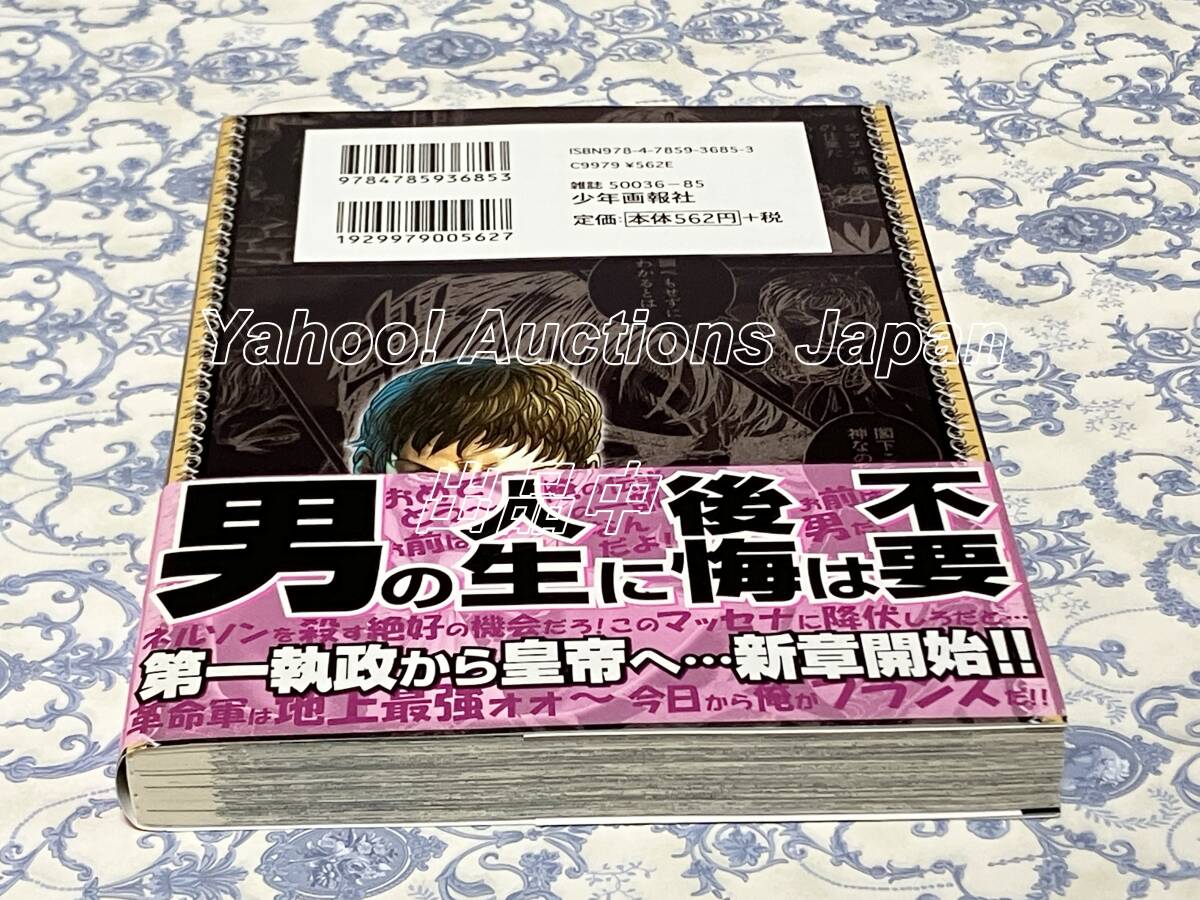 ISBN978-4-7859-3685-3
C9979 ¥562E
9784785936853
雑誌 50036-85
少年画報社
定価:本体562円+税
1929979005627
Yahoo! Auctions Japan
出品中
男の人生に後悔は不要
ネルソンを殺す絶好の機会だろ!このマッセナに降伏しろだと…
第一執政から皇帝へ…新章開始!!
革命軍は地上最強オォ〜 今日から俺がフランスだ!!